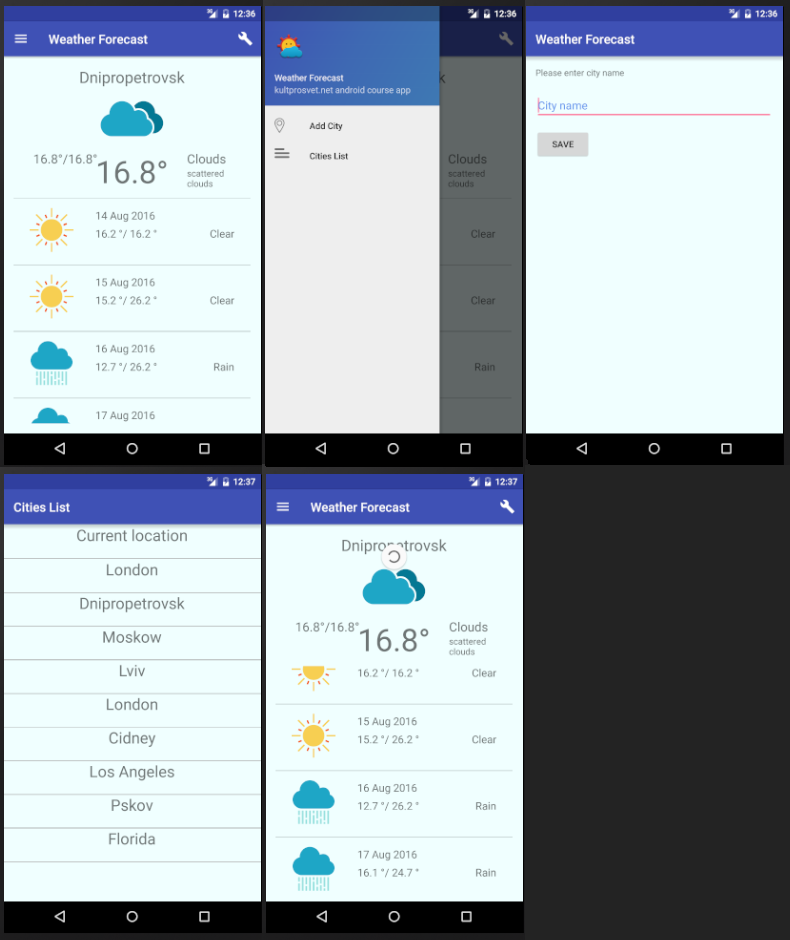 3G 12:36
Weather Forecast
Dnipropetrovsk
16.8°/16.8°
16.8°
Clouds
scattered
clouds
14 Aug 2016
16.2 °/ 16.2 °
Clear
15 Aug 2016
15.2 °/ 26.2 °
Clear
16 Aug 2016
12.7 °/ 26.2 °
Rain
17 Aug 2016
3G 12:36
Weather Forecast
kultprosvet.net android course app
Add City
Cities List
k
Clouds
scattered
clouds
Clear
Clear
Rain
3G 12:36
Weather Forecast
Please enter city name
City name
SAVE
3G 12:37
Cities List
Current location
London
Dnipropetrovsk
Moskow
Lviv
London
Cidney
Los Angeles
Pskov
Florida
3G 12:37
Weather Forecast
Dnipropetrovsk
16.8°/16.8°
16.8°
Clouds
scattered
clouds
16.2 °/ 16.2 °
Clear
15 Aug 2016
15.2 °/ 26.2 °
Clear
16 Aug 2016
12.7 °/ 26.2 °
Rain
17 Aug 2016
16.1 °/ 24.7 °
Rain